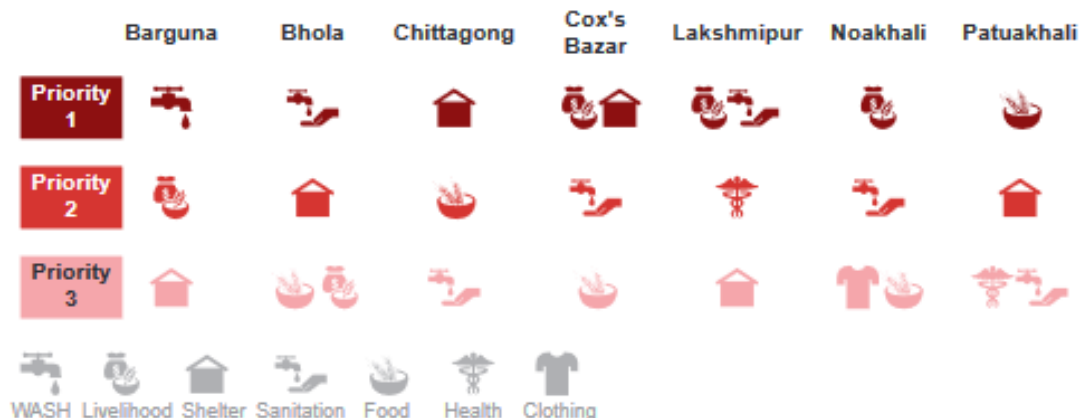 Barguna Bhola Chittagong Cox's Bazar Lakshmipur Noakhali Patuakhali
Priority
1
Priority
2
Priority
3
WASH Livelihood Shelter Sanitation Food Health Clothing